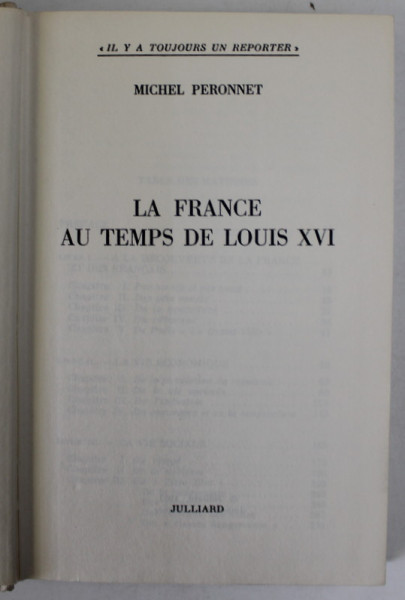 « IL Y A TOUJOURS UN REPORTER »
MICHEL PERONNET
LA FRANCE
AU TEMPS DE LOUIS XVI
JULLIARD